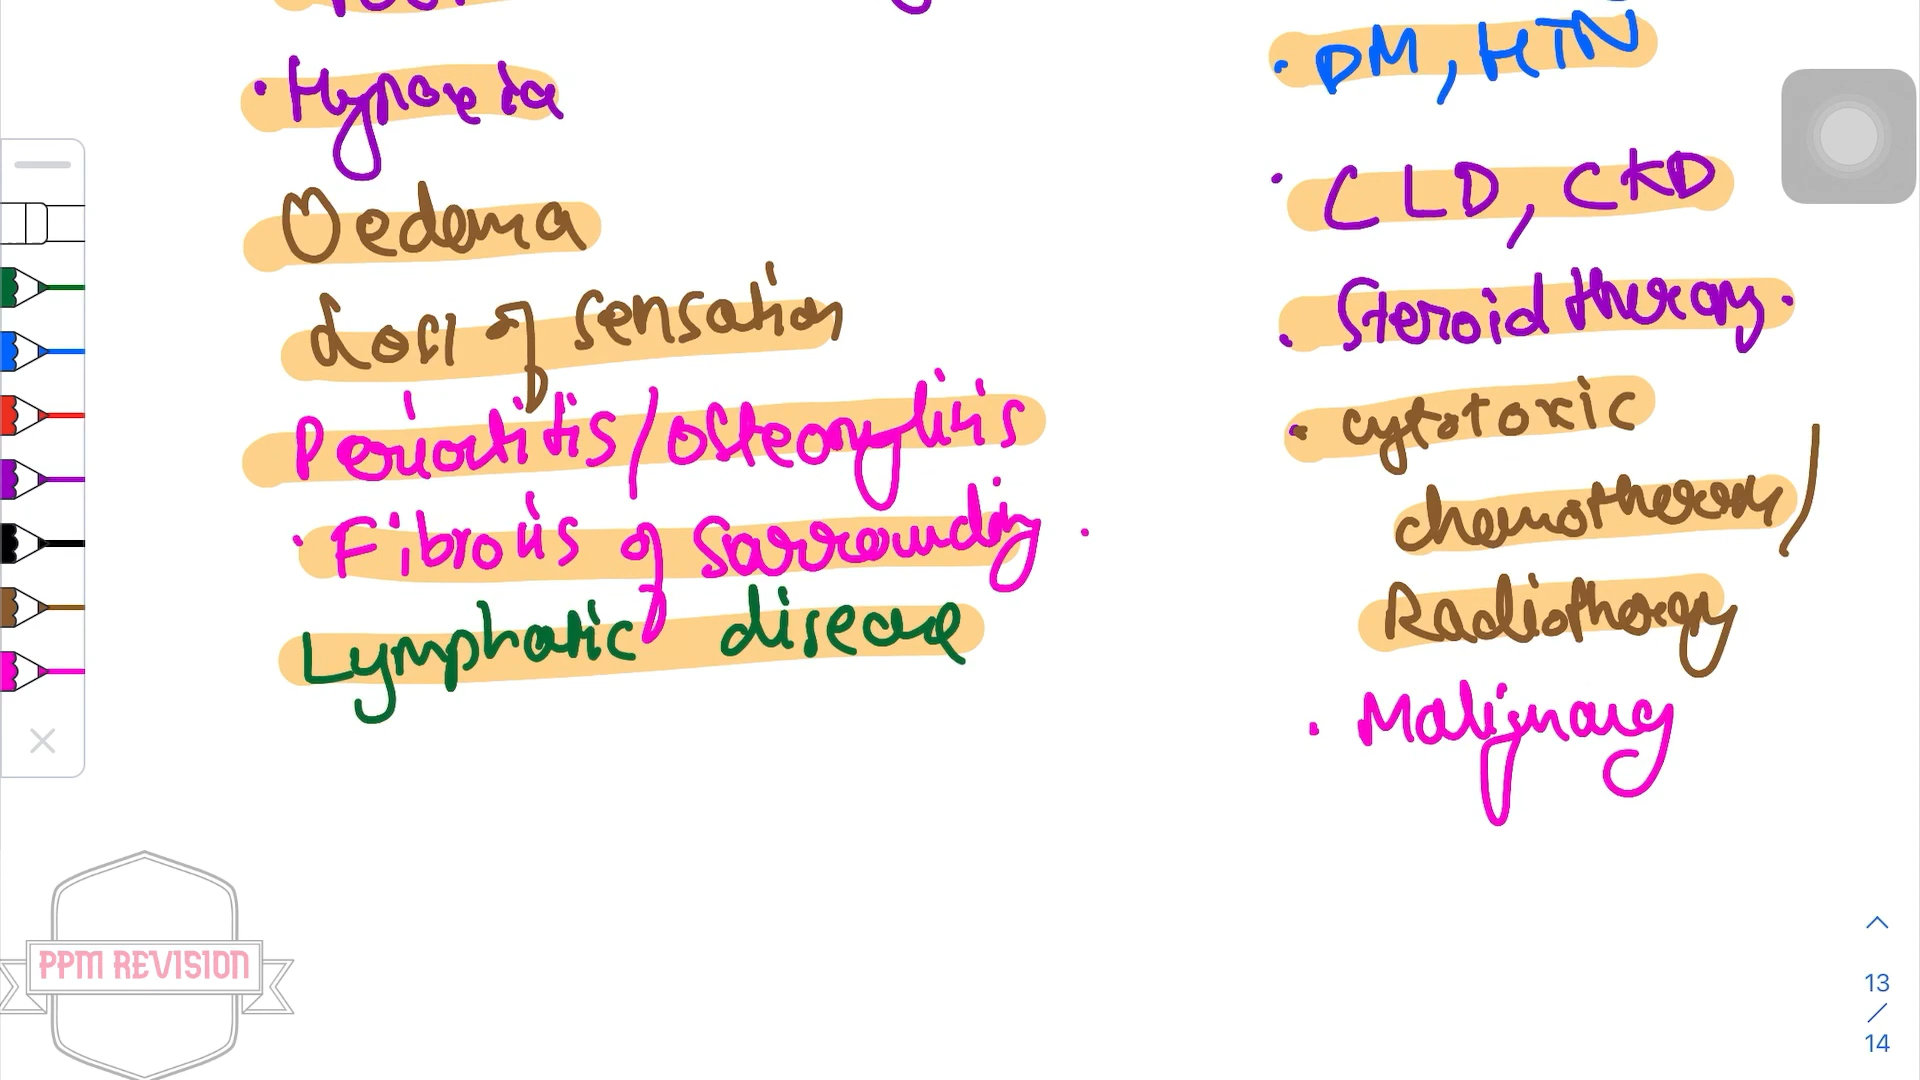 · Hypoxia
Oedema
Loss of sensation
Periostitis/osteomylitis
· Fibrosis of surrounding .
Lymphatic disease
· DM, HTN
· CLD, CKD
· Steroid therapy.
· cytotoxic
chemotherapy/
Radiotherapy
· Malignancy
PPM REVISION
13
/
14